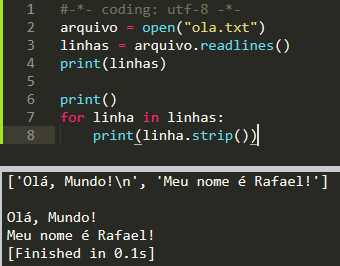 1 #-*- coding: utf-8 -*-
2 arquivo = open("ola.txt")
3 linhas = arquivo.readlines()
4 print(linhas)
5
6 print()
7 for linha in linhas:
8     print(linha.strip())
['Olá, Mundo!\n', 'Meu nome é Rafael!']

Olá, Mundo!
Meu nome é Rafael!
[Finished in 0.1s]